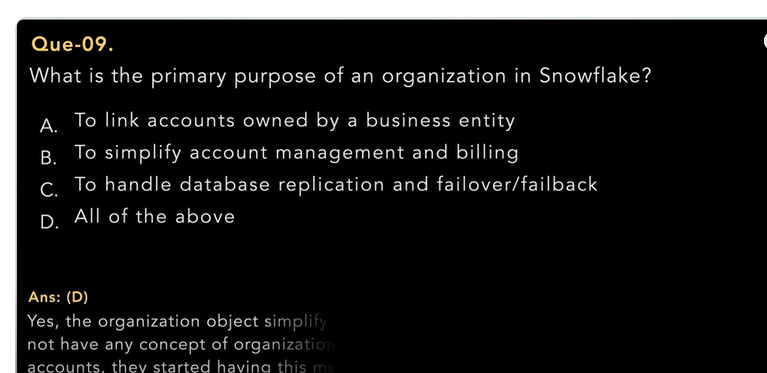 Que-09.
What is the primary purpose of an organization in Snowflake?
A. To link accounts owned by a business entity
B. To simplify account management and billing
C. To handle database replication and failover/failback
D. All of the above
Ans: (D)
Yes, the organization object simplify
not have any concept of organization
accounts, they started having this